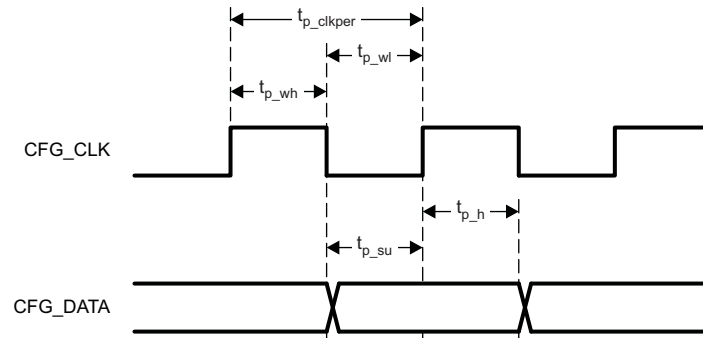 t_p_clkper
t_p_wl
t_p_wh
CFG_CLK
t_p_h
t_p_su
CFG_DATA